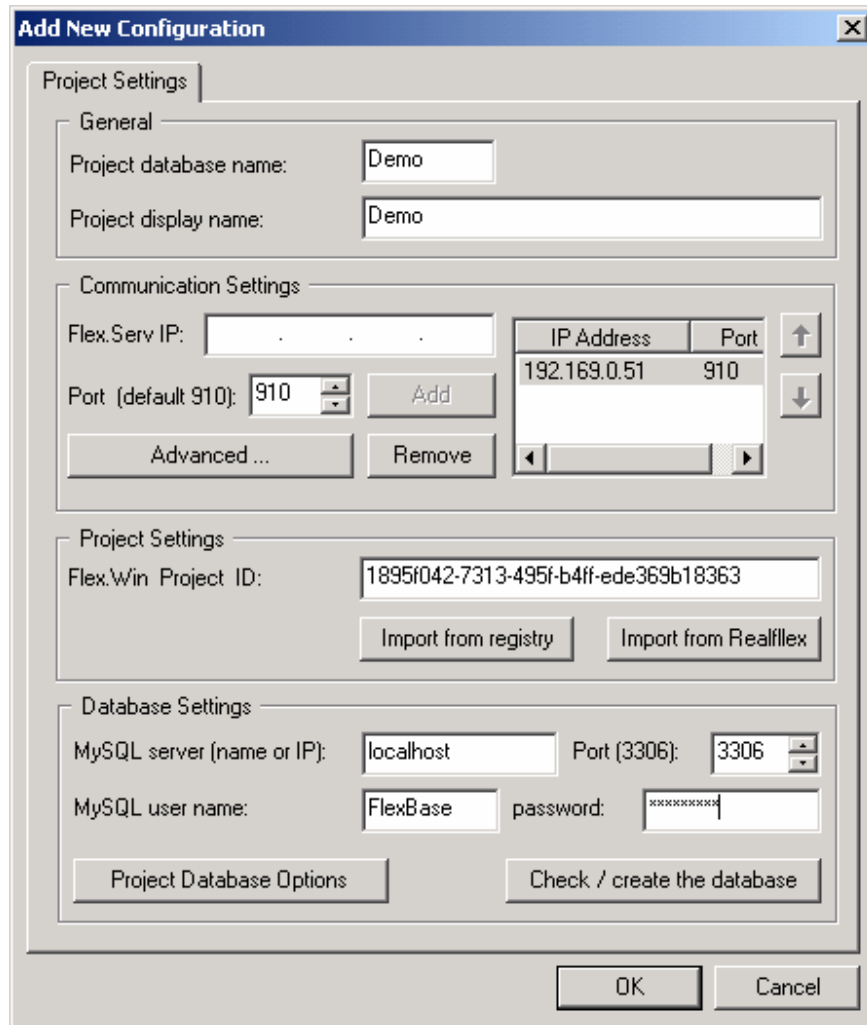 Add New Configuration
Project Settings
General
Project database name: Demo
Project display name: Demo
Communication Settings
Flex.Serv IP: . . .
IP Address Port
192.169.0.51 910
Port (default 910): 910 Add
Advanced ... Remove
Project Settings
Flex.Win Project ID: 1895f042-7313-495f-b4ff-ede369b18363
Import from registry Import from Realfllex
Database Settings
MySQL server (name or IP): localhost Port (3306): 3306
MySQL user name: FlexBase password: *********
Project Database Options Check / create the database
OK Cancel